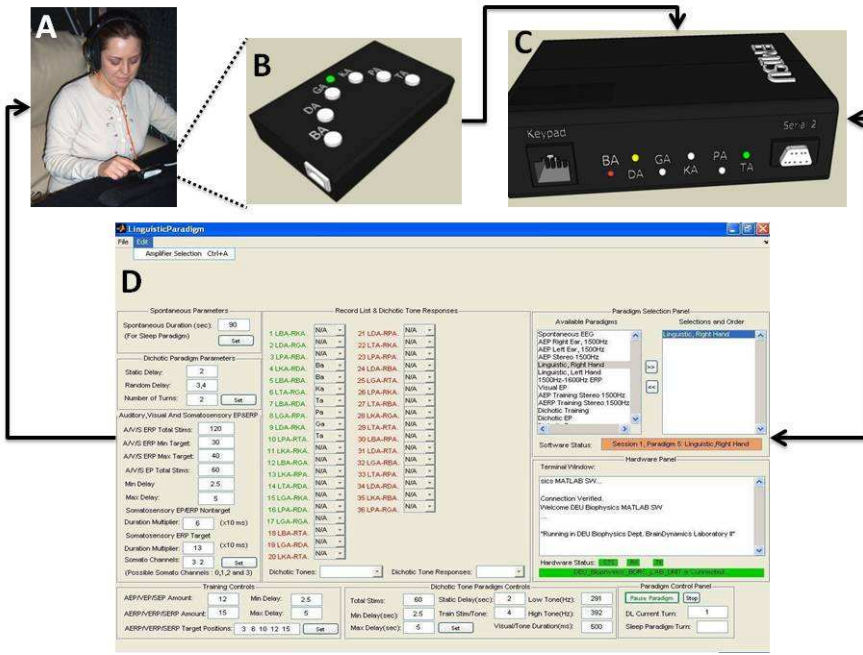 A
B
BA
DA
GA
KA
PA
TA
C
EMISU
Keypad
Serial 2
BA GA PA
DA KA TA
LinguisticParadigm
File Edit
Amplifier Selection Ctrl+A
D
Spontaneous Parameters
Spontaneous Duration (sec): 90
(For Sleep Paradigm) Set
Dichotic Paradigm Parameters
Static Delay: 2
Random Delay: 3,4
Number of Turns: 2 Set
Auditory,Visual And Somatosensory EP&ERP
A/V/S ERP Total Stims: 120
A/V/S ERP Min Target: 30
A/V/S ERP Max Target: 40
A/V/S EP Total Stims: 60
Min Delay 2.5
Max Delay: 5
Somatosensory EP/ERP Nontarget
Duration Multiplier: 6 (x10 ms)
Somatosensory ERP Target
Duration Multiplier: 13 (x10 ms)
Somato Channels: 3 2 Set
(Possible Somato Channels : 0,1,2 and 3)
Record List & Dichotic Tone Responses
1 LBA-RKA. N/A
2 LDA-RGA. N/A
3 LPA-RBA. N/A
4 LKA-RDA. Ba
5 LBA-RBA. Ba
6 LTA-RGA. Ka
7 LBA-RDA. Ta
8 LGA-RPA. Pa
9 LDA-RKA. Ga
10 LPA-RTA. Ta
11 LKA-RKA. N/A
12 LBA-RGA. N/A
13 LKA-RPA. N/A
14 LTA-RDA. N/A
15 LGA-RKA. N/A
16 LPA-RDA. N/A
17 LGA-RGA. N/A
18 LBA-RTA. N/A
19 LGA-RDA. N/A
20 LKA-RTA. N/A
21 LDA-RPA. N/A
22 LTA-RKA. N/A
23 LPA-RPA. N/A
24 LDA-RBA. N/A
25 LGA-RTA. N/A
26 LPA-RKA. N/A
27 LTA-RBA. N/A
28 LKA-RGA. N/A
29 LTA-RTA. N/A
30 LBA-RPA. N/A
31 LDA-RTA. N/A
32 LGA-RBA. N/A
33 LTA-RPA. N/A
34 LDA-RDA. N/A
35 LKA-RBA. N/A
36 LPA-RGA. N/A
Dichotic Tones: Dichotic Tone Responses:
Paradigm Selection Panel
Available Paradigms
Spontaneous EEG
AEP Right Ear, 1500Hz
AEP Left Ear, 1500Hz
AEP Stereo 1500Hz
Linguistic, Right Hand
Linguistic, Left Hand
1500Hz-1600Hz ERP
Visual EP
AEP Training Stereo 1500Hz
AERP Training Stereo,1500Hz
Dichotic Training
Dichotic EP
>>
<<
Selections and Order
Linguistic, Right Hand
Software Status: Session 1, Paradigm 5: Linguistic,Right Hand
Hardware Panel
Terminal Window:
sics MATLAB SW...
Connection Verified.
Welcome DEU Biophysics MATLAB SW
...
"Running in DEU Biophysics Dept. BrainDynamics Laboratory II"
Hardware Status:
Training Controls
AEP/VEP/SEP Amount: 12 Min Delay: 2.5
AERP/VERP/SERP Amount: 15 Max Delay: 5
AERP/VERP/SERP Target Positions: 3 6 10 12 15 Set
Dichotic Tone Paradigm Controls
Total Stims: 60 Static Delay(sec): 2 Low Tone(Hz): 291
Min Delay(sec): 2.5 Train Stim/Tone: 4 High Tone(Hz): 392
Max Delay(sec): 5 Set Visual/Tone Duration(ms): 500
Paradigm Control Panel
Pause Paradigm Stop
DL Current Turn: 1
Sleep Paradigm Turn: